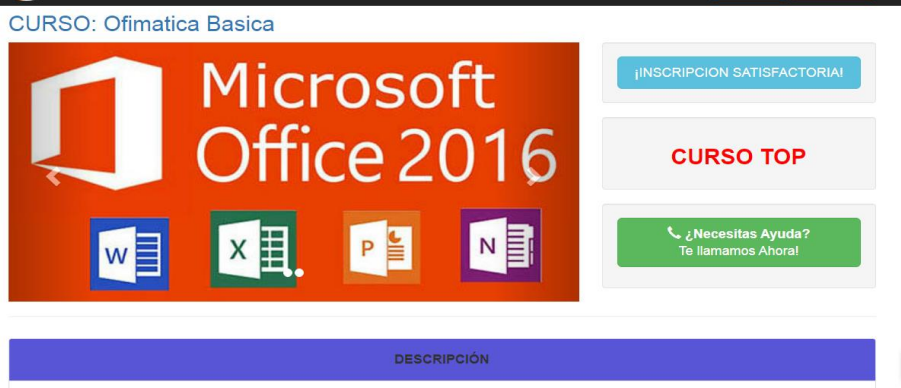 CURSO: Ofimatica Basica
Microsoft
Office 2016
W
X
P
N
¡INSCRIPCION SATISFACTORIA!
CURSO TOP
¿Necesitas Ayuda?
Te llamamos Ahora!
DESCRIPCIÓN